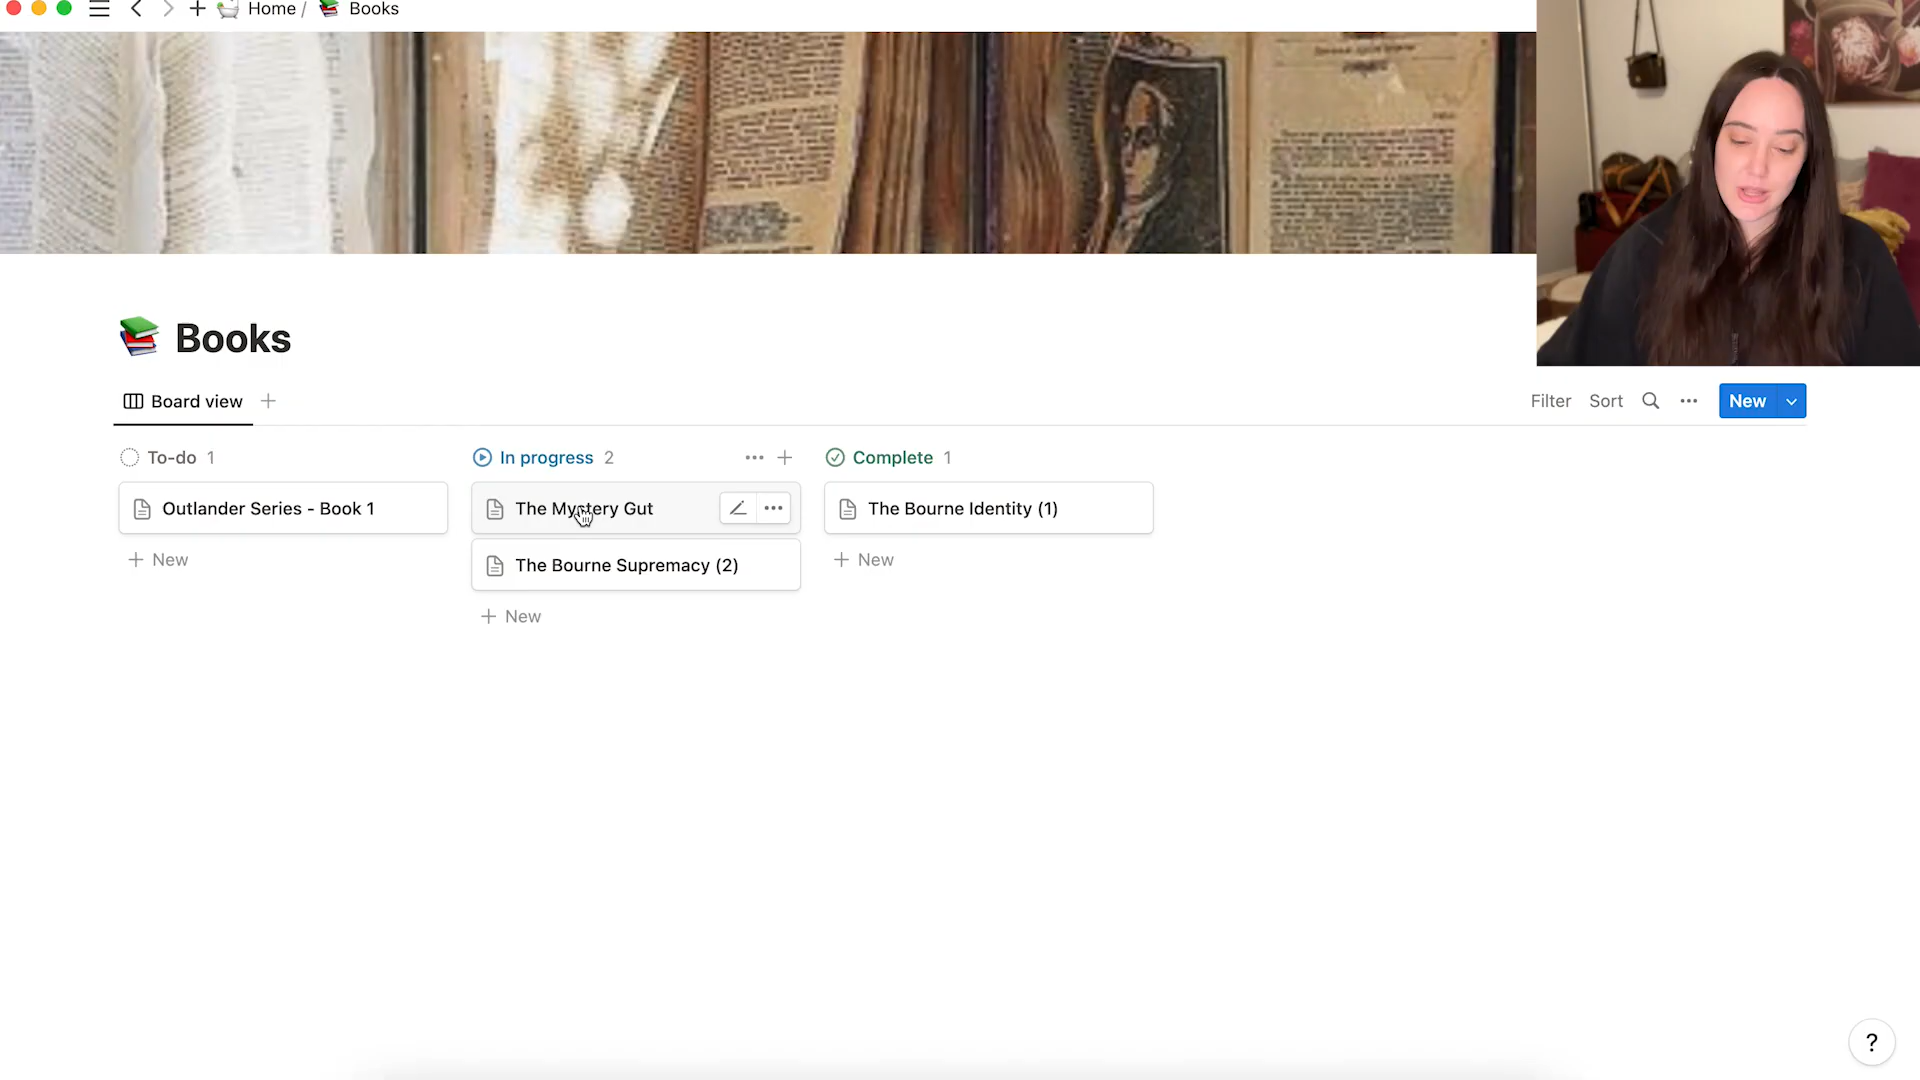 Home / Books
Books
Board view
Filter Sort New
To-do 1
In progress 2
Complete 1
Outlander Series - Book 1
The Mystery Gut
The Bourne Identity (1)
New
The Bourne Supremacy (2)
New
New
?